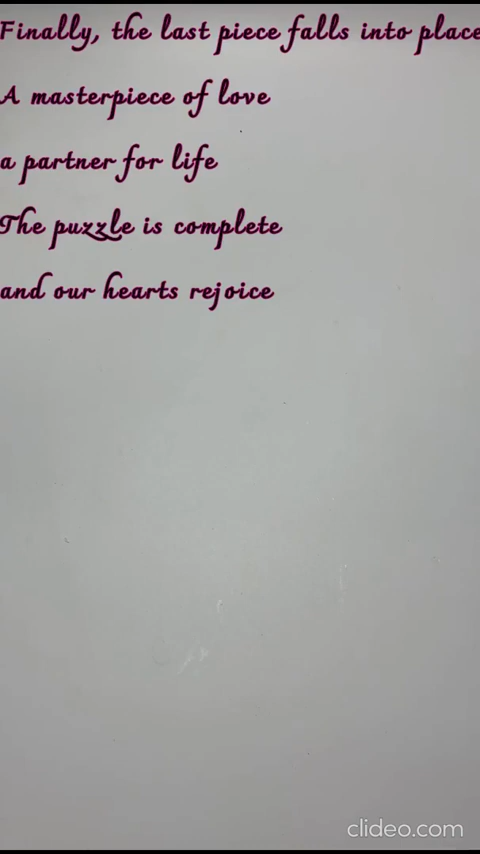 Finally, the last piece falls into place
A masterpiece of love
a partner for life
The puzzle is complete
and our hearts rejoice
clideo.com